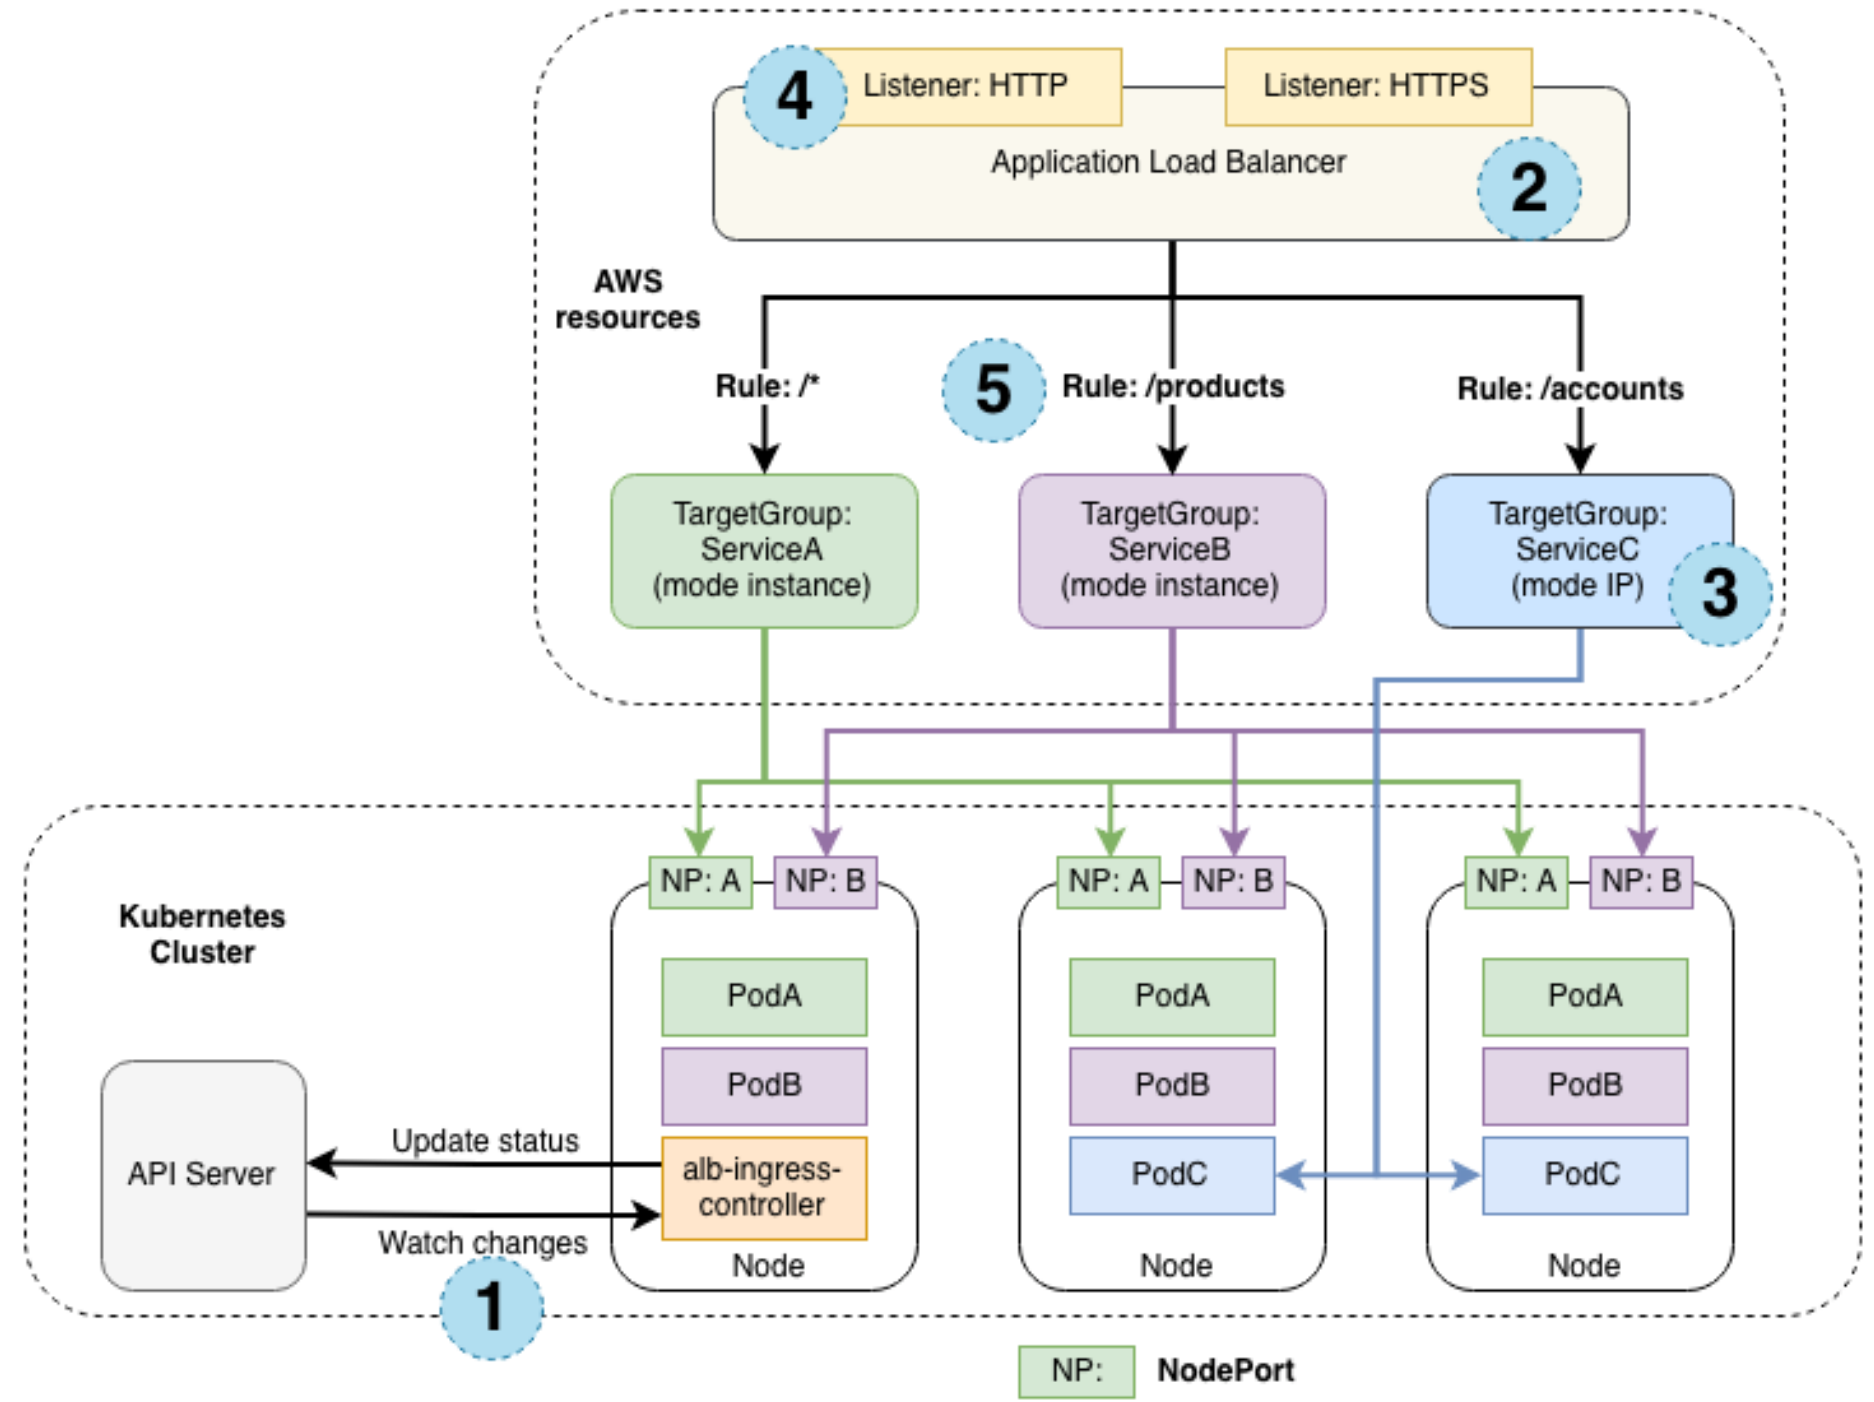 4
Listener: HTTP
Listener: HTTPS
Application Load Balancer
2
AWS
resources
Rule: /*
5
Rule: /products
Rule: /accounts
TargetGroup:
ServiceA
(mode instance)
TargetGroup:
ServiceB
(mode instance)
TargetGroup:
ServiceC
(mode IP)
3
Kubernetes
Cluster
NP: A
NP: B
NP: A
NP: B
NP: A
NP: B
PodA
PodA
PodA
PodB
PodB
PodB
API Server
Update status
Watch changes
1
alb-ingress-
controller
PodC
PodC
Node
Node
Node
NP:
NodePort